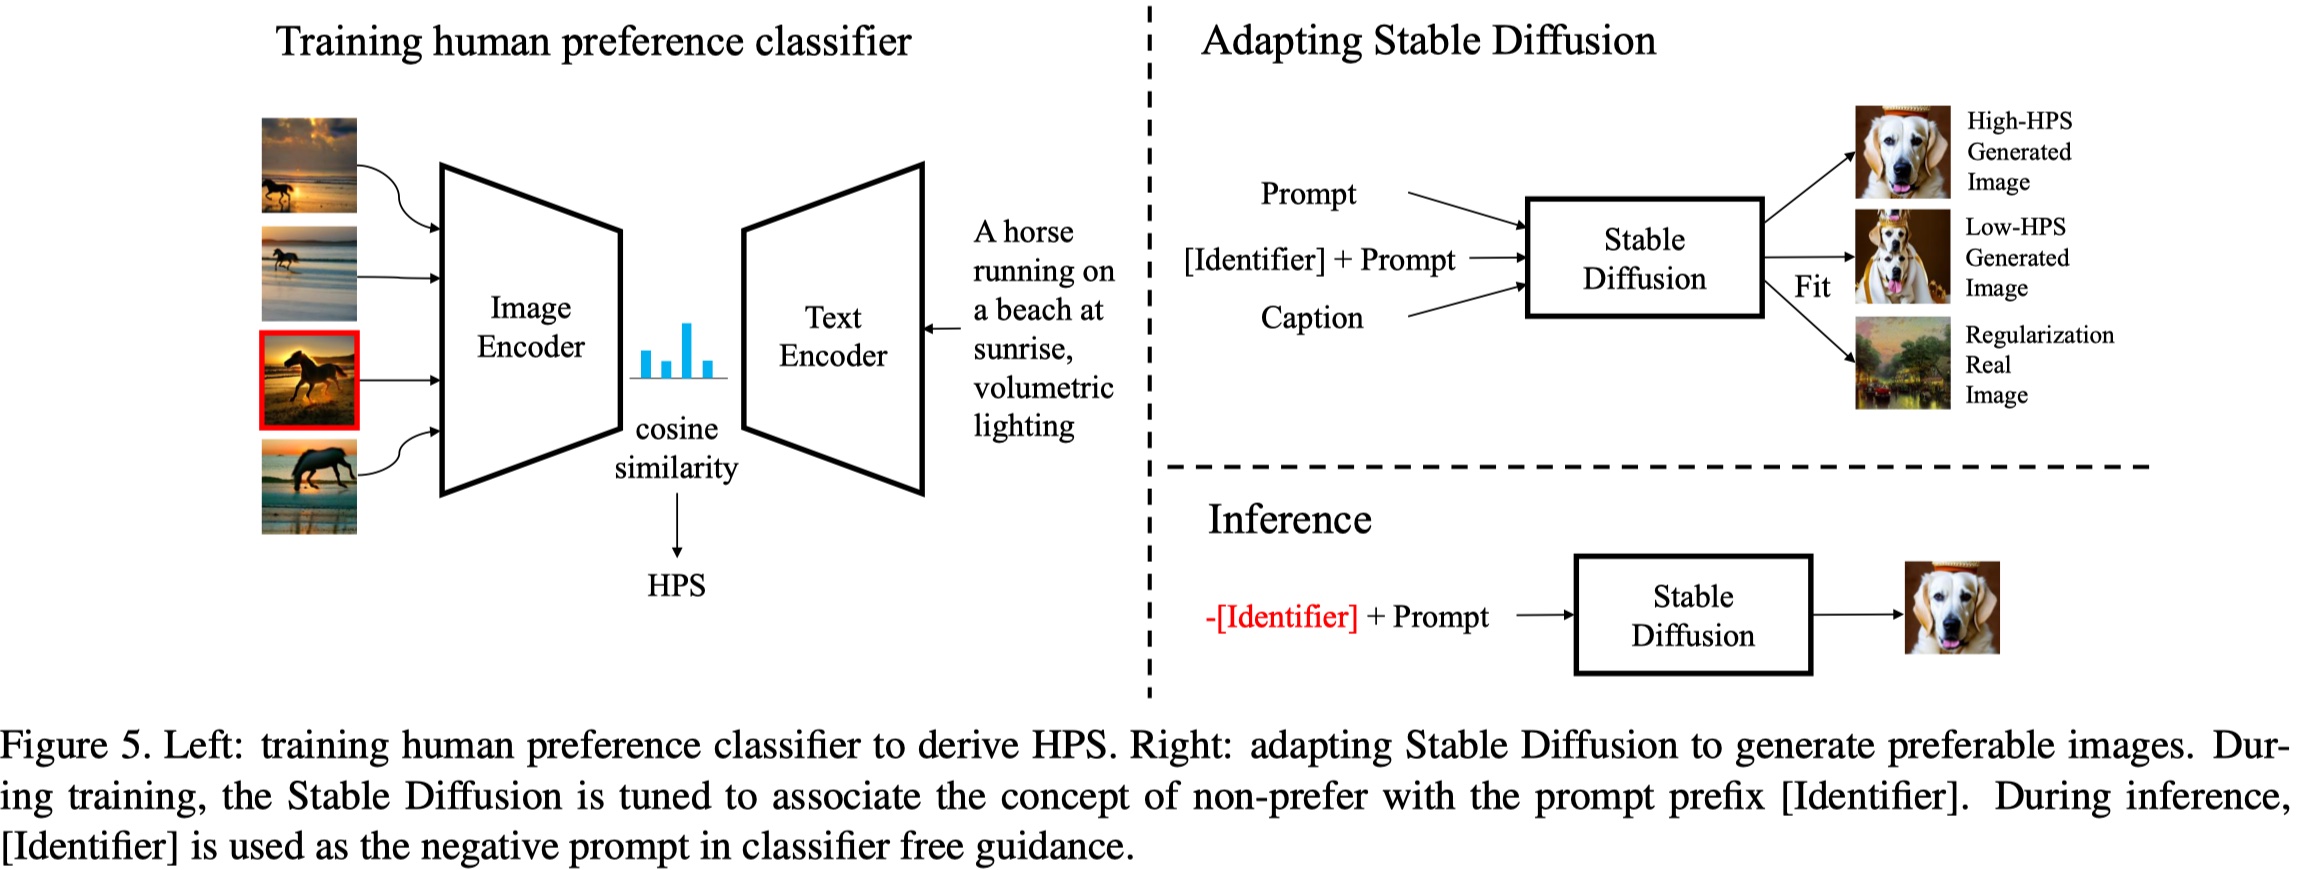 Training human preference classifier
Image
Encoder
cosine
similarity
HPS
Text
Encoder
A horse
running on
a beach at
sunrise,
volumetric
lighting
Adapting Stable Diffusion
Prompt
[Identifier] + Prompt
Caption
Stable
Diffusion
Fit
High-HPS
Generated
Image
Low-HPS
Generated
Image
Regularization
Real
Image
Inference
-[Identifier] + Prompt
Stable
Diffusion
Figure 5. Left: training human preference classifier to derive HPS. Right: adapting Stable Diffusion to generate preferable images. Dur-
ing training, the Stable Diffusion is tuned to associate the concept of non-prefer with the prompt prefix [Identifier]. During inference,
[Identifier] is used as the negative prompt in classifier free guidance.